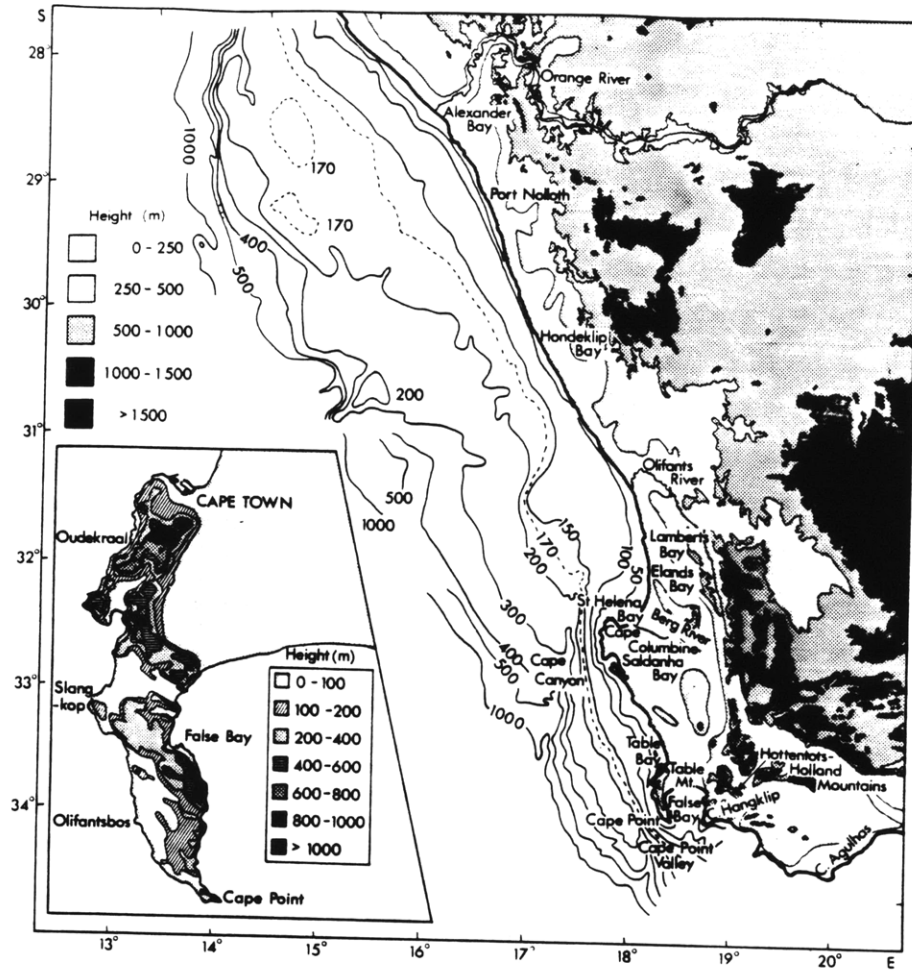 S
28°
29°
30°
31°
32°
33°
34°
13°
14°
15°
16°
17°
18°
19°
20°
E
Orange River
Alexander
Bay
Port Nolloth
Hondeklip
Bay
Olifants
River
Lamberts
Bay
Elands
Bay
St Helena
Bay
Berg River
Cape
Columbine
Saldanha
Bay
Cape
Canyon
Table
Bay
Table
Mt.
Hottentots-
Holland
Mountains
False
Bay
Hangklip
Cape Point
Cape Point
Valley
C. Agulhas
1000
170
170
400
500
200
500
1000
150
170
200
100
50
300
400
500
1000
Height (m)
0-250
250-500
500-1000
1000-1500
>1500
CAPE TOWN
Oudekraal
Slang
-kop
False Bay
Olifantsbos
Cape Point
Height (m)
0-100
100-200
200-400
400-600
600-800
800-1000
> 1000